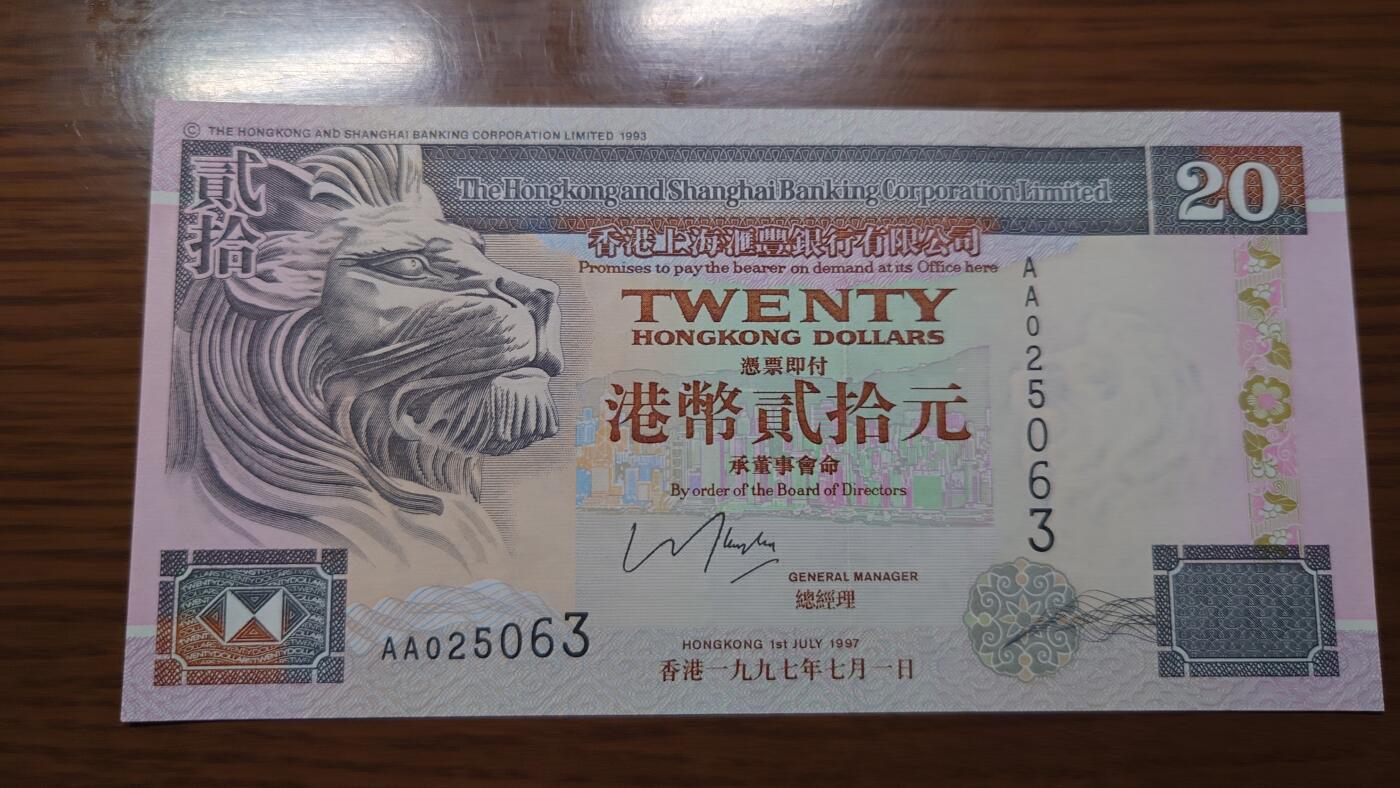 © THE HONGKONG AND SHANGHAI BANKING CORPORATION LIMITED 1993
貳拾
The Hongkong and Shanghai Banking Corporation Limited
20
香港上海滙豐銀行有限公司
Promises to pay the bearer on demand at its Office here
TWENTY
HONGKONG DOLLARS
憑票即付
港幣貳拾元
承董事會命
By order of the Board of Directors
AA025063
GENERAL MANAGER
總經理
AA025063
HONGKONG 1st JULY 1997
香港一九九七年七月一日